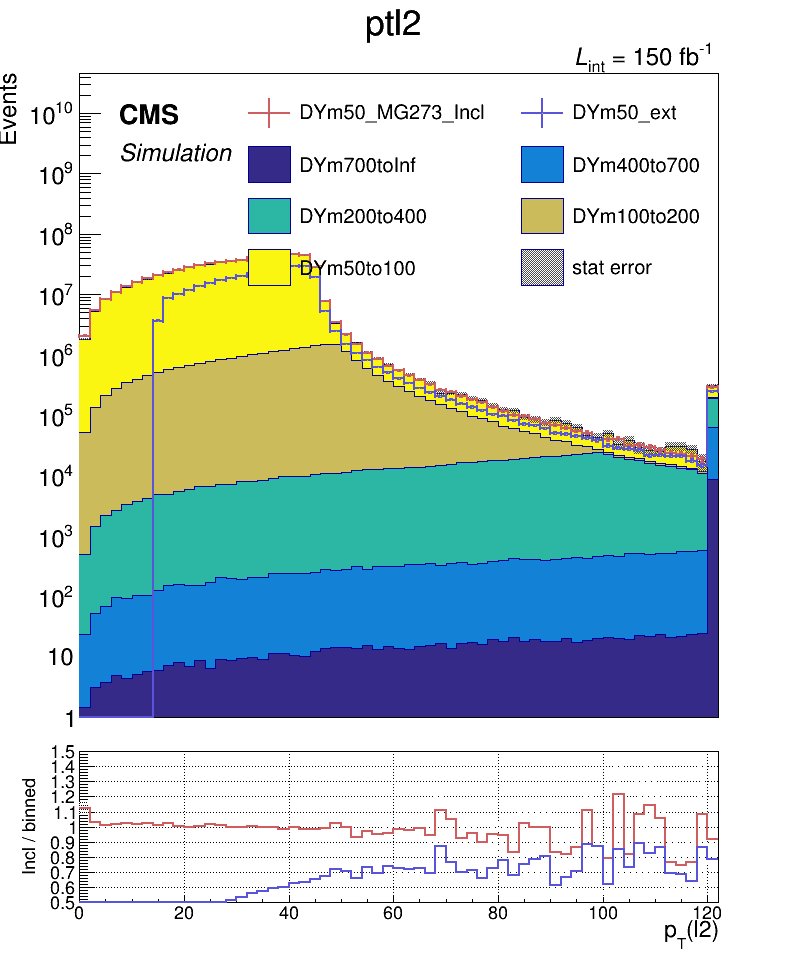 ptl2
L_int = 150 fb^-1
Events
CMS
Simulation
DYm50_MG273_Incl
DYm50_ext
DYm700toInf
DYm400to700
DYm200to400
DYm100to200
DYm50to100
stat error
10^10
10^9
10^8
10^7
10^6
10^5
10^4
10^3
10^2
10
1
Incl / binned
1.5
1.4
1.3
1.2
1.1
1
0.9
0.8
0.7
0.6
0.5
0 20 40 60 80 100 120
p_T(l2)